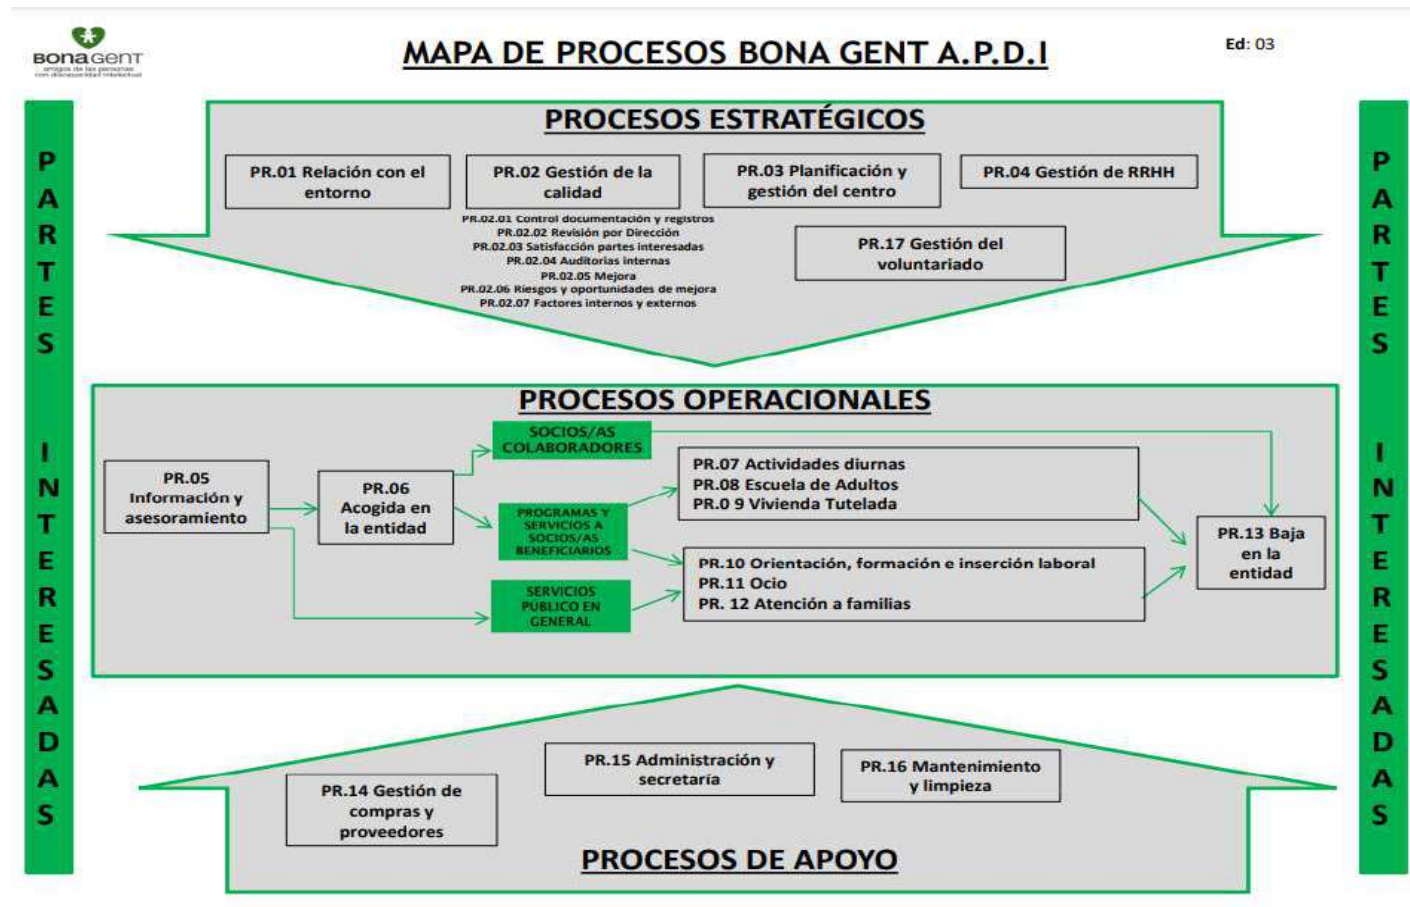 BONAGENT
amigos de las personas
con discapacidad intelectual
MAPA DE PROCESOS BONA GENT A.P.D.I
Ed: 03
PARTES INTERESADAS
PROCESOS ESTRATÉGICOS
PR.01 Relación con el
entorno
PR.02 Gestión de la
calidad
PR.03 Planificación y
gestión del centro
PR.04 Gestión de RRHH
PR.02.01 Control documentación y registros
PR.02.02 Revisión por Dirección
PR.02.03 Satisfacción partes interesadas
PR.02.04 Auditorias internas
PR.02.05 Mejora
PR.02.06 Riesgos y oportunidades de mejora
PR.02.07 Factores internos y externos
PR.17 Gestión del
voluntariado
PROCESOS OPERACIONALES
PR.05
Información y
asesoramiento
PR.06
Acogida en
la entidad
SOCIOS/AS
COLABORADORES
PROGRAMAS Y
SERVICIOS A
SOCIOS/AS
BENEFICIARIOS
SERVICIOS
PUBLICO EN
GENERAL
PR.07 Actividades diurnas
PR.08 Escuela de Adultos
PR.0 9 Vivienda Tutelada
PR.10 Orientación, formación e inserción laboral
PR.11 Ocio
PR. 12 Atención a familias
PR.13 Baja
en la
entidad
PR.14 Gestión de
compras y
proveedores
PR.15 Administración y
secretaría
PR.16 Mantenimiento
y limpieza
PROCESOS DE APOYO
PARTES INTERESADAS